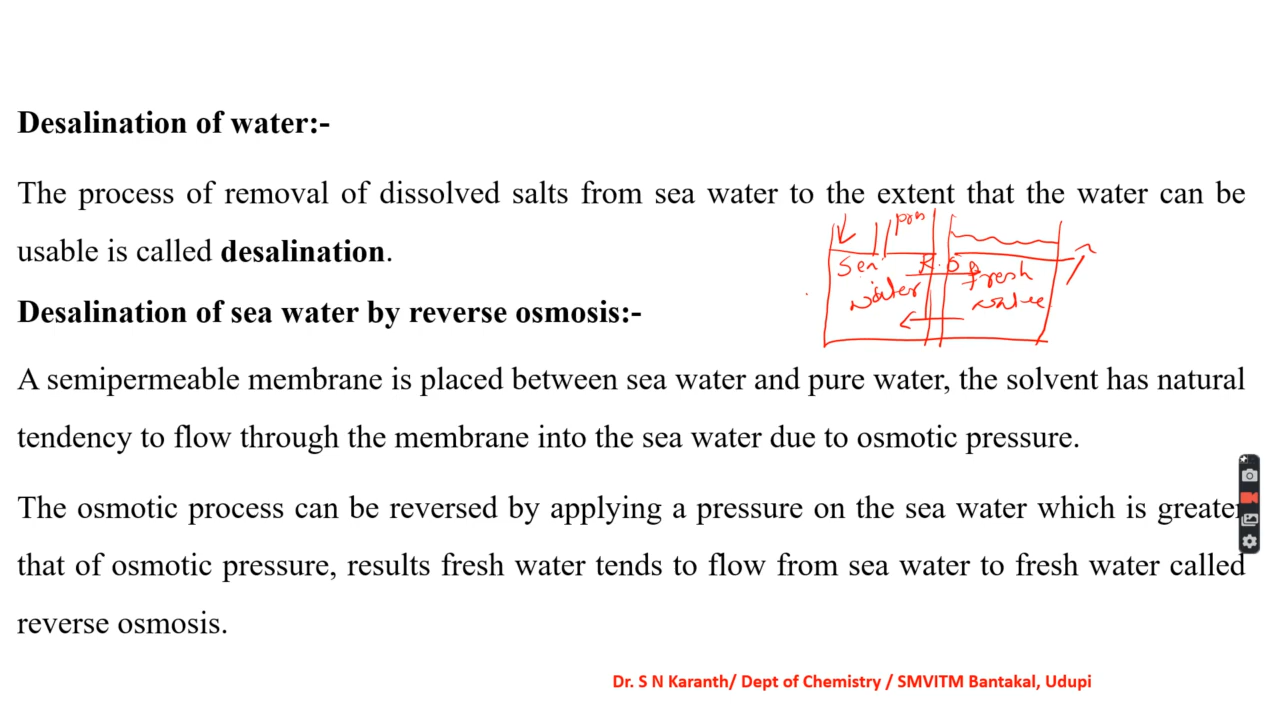 Desalination of water:-
The process of removal of dissolved salts from sea water to the extent that the water can be
usable is called desalination.
pres
Sea R.O fresh
water water
Desalination of sea water by reverse osmosis:-
A semipermeable membrane is placed between sea water and pure water, the solvent has natural
tendency to flow through the membrane into the sea water due to osmotic pressure.
The osmotic process can be reversed by applying a pressure on the sea water which is greater
that of osmotic pressure, results fresh water tends to flow from sea water to fresh water called
reverse osmosis.
Dr. S N Karanth/ Dept of Chemistry / SMVITM Bantakal, Udupi